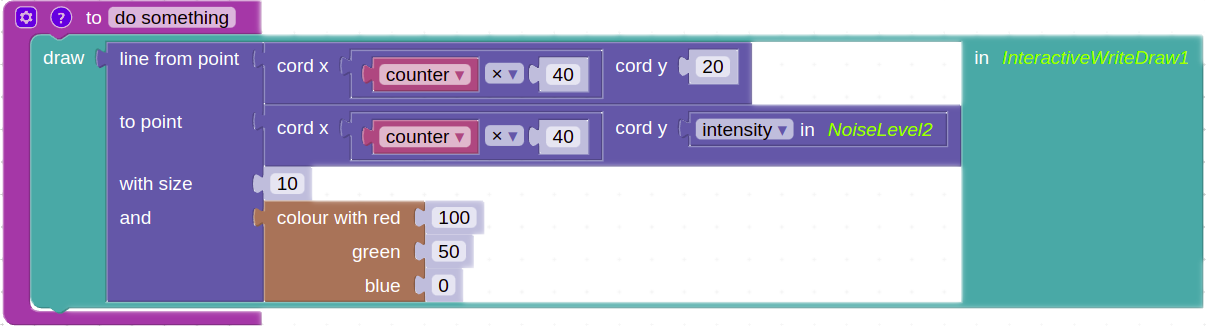 ? to do something
draw line from point cord x counter ▾ × ▾ 40 cord y 20 in InteractiveWriteDraw1
to point cord x counter ▾ × ▾ 40 cord y intensity ▾ in NoiseLevel2
with size 10
and colour with red 100
green 50
blue 0